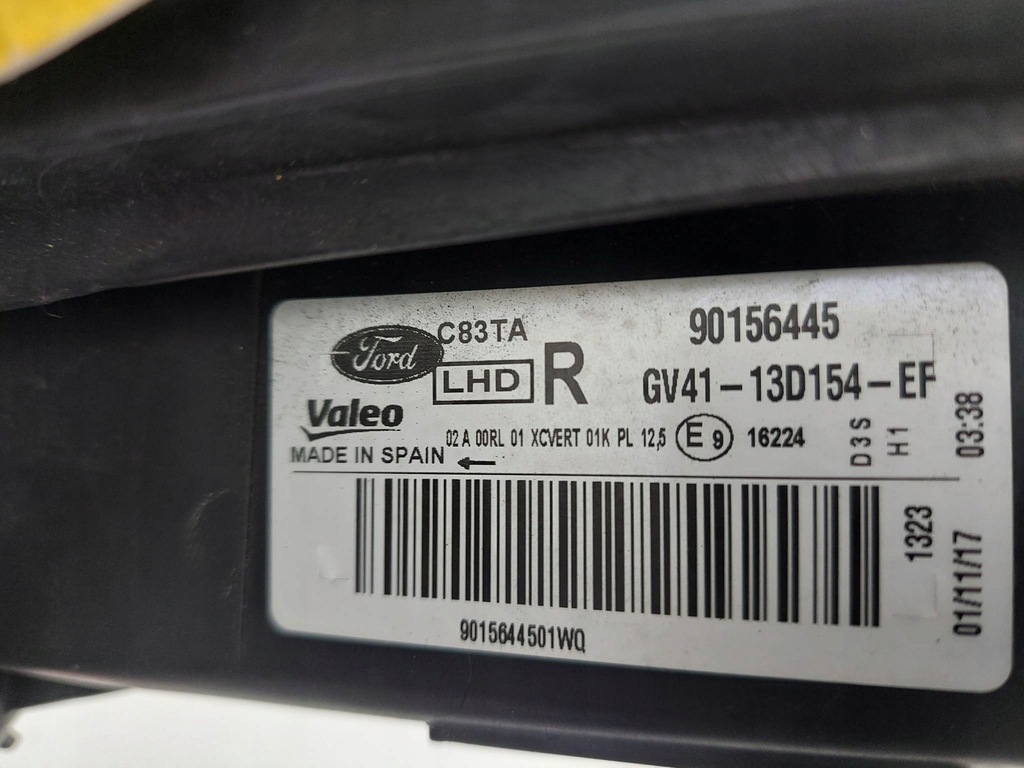 Ford C83TA 90156445
LHD R GV41-13D154-EF
Valeo 02 A 00RL 01 XCVERT 01K PL 12,5 E 9 16224
MADE IN SPAIN
D3S
H1
03:38
1323
01/11/17
9015644501WQ